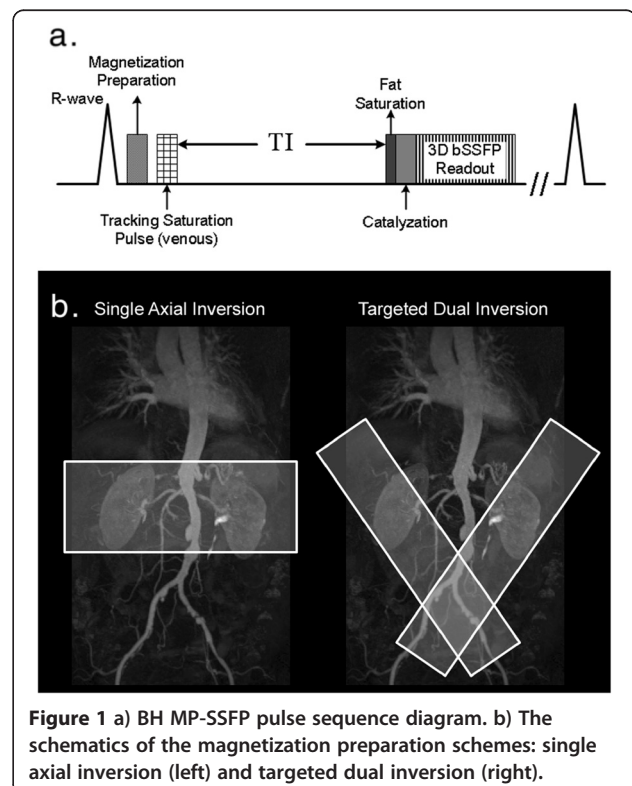 a.
Magnetization
Preparation
R-wave
Fat
Saturation
TI
3D bSSFP
Readout
Tracking Saturation
Pulse (venous)
Catalyzation
b. Single Axial Inversion Targeted Dual Inversion
Figure 1 a) BH MP-SSFP pulse sequence diagram. b) The
schematics of the magnetization preparation schemes: single
axial inversion (left) and targeted dual inversion (right).